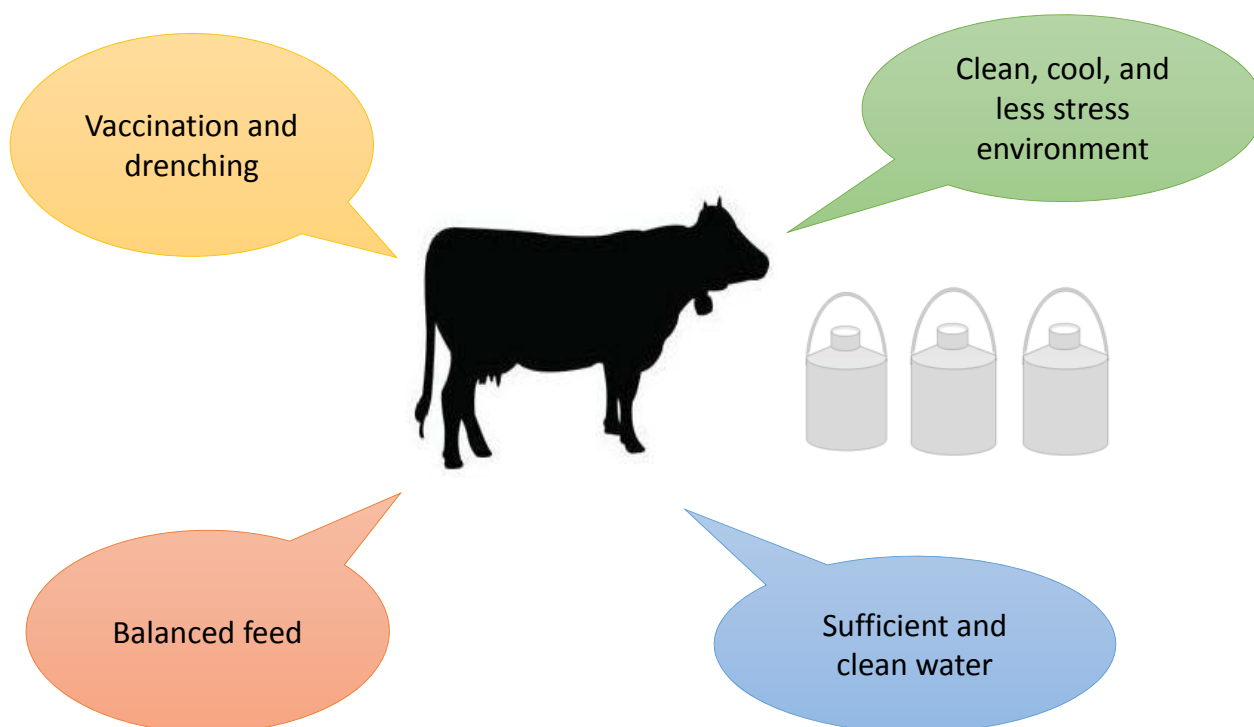 Vaccination and
drenching
Clean, cool, and
less stress
environment
Balanced feed
Sufficient and
clean water